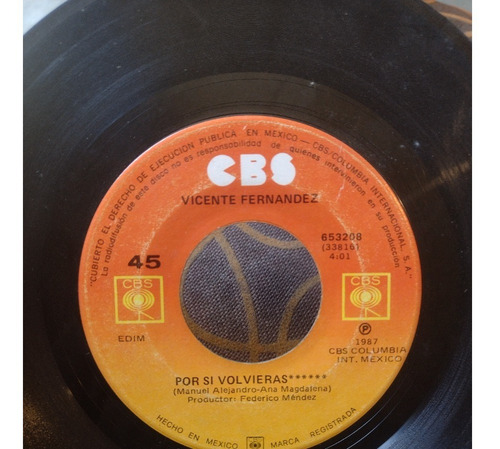 "CUBIERTO EL DERECHO DE EJECUCION PUBLICA EN MEXICO—CBS/COLUMBIA INTERNACIONAL, S.A."
La radiodifusión de este disco no es responsabilidad de quienes intervinieron en su producción
CBS
VICENTE FERNANDEZ
653208
(33816)
4:01
45
CBS
EDIM
CBS
℗
1987
CBS COLUMBIA
INT. MEXICO
POR SI VOLVIERAS******
(Manuel Alejandro-Ana Magdalena)
Productor: Federico Méndez
HECHO EN MEXICO MARCA REGISTRADA